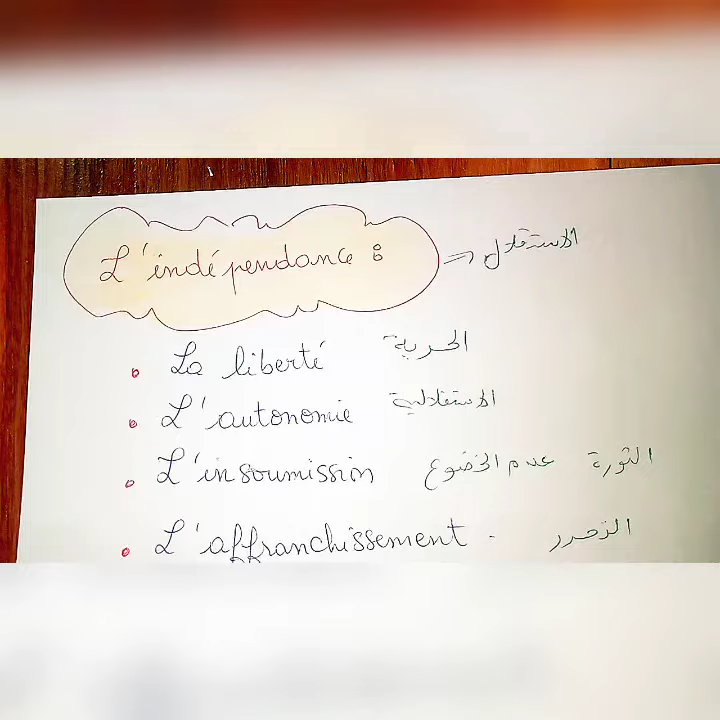 L'indépendance : => الاستقلال
La liberté الحرية
L'autonomie الاستقلالية
L'insoumission الثورة عدم الخضوع
L'affranchissement. التحرر